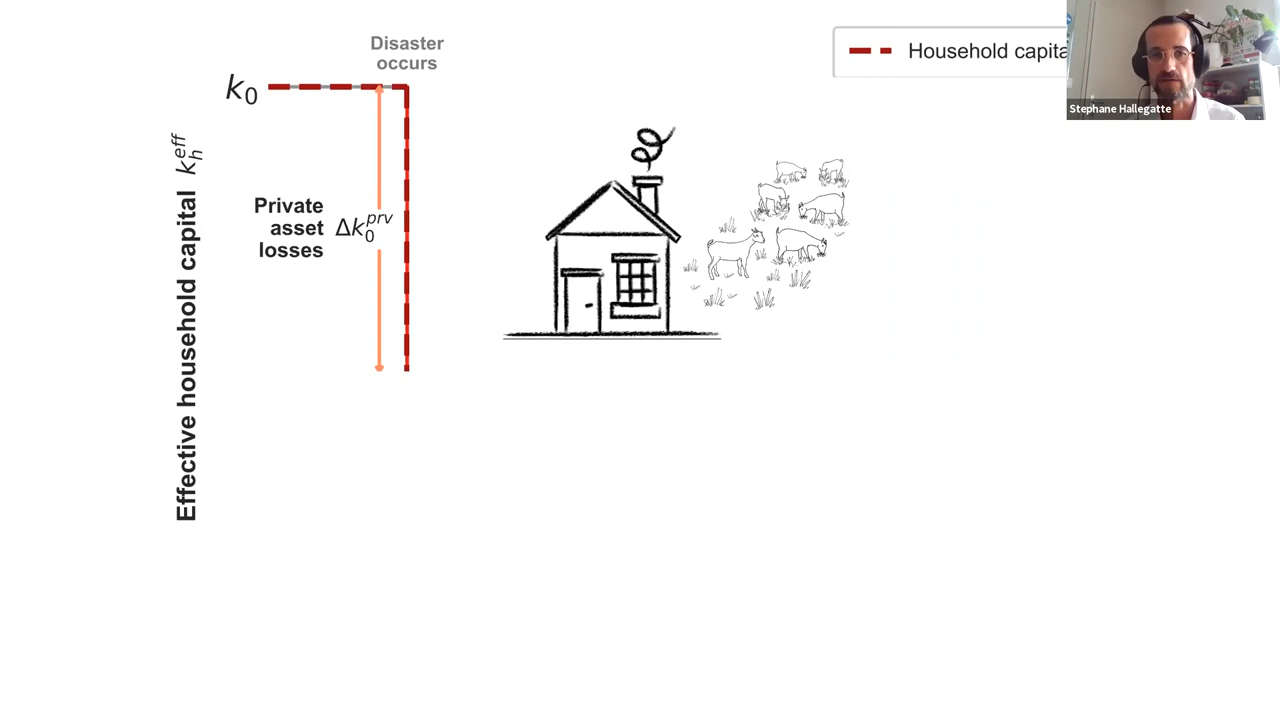 Disaster
occurs
Household capita
Stephane Hallegatte
k₀
Effective household capital k_h^eff
Private
asset
losses
Δk₀^prv